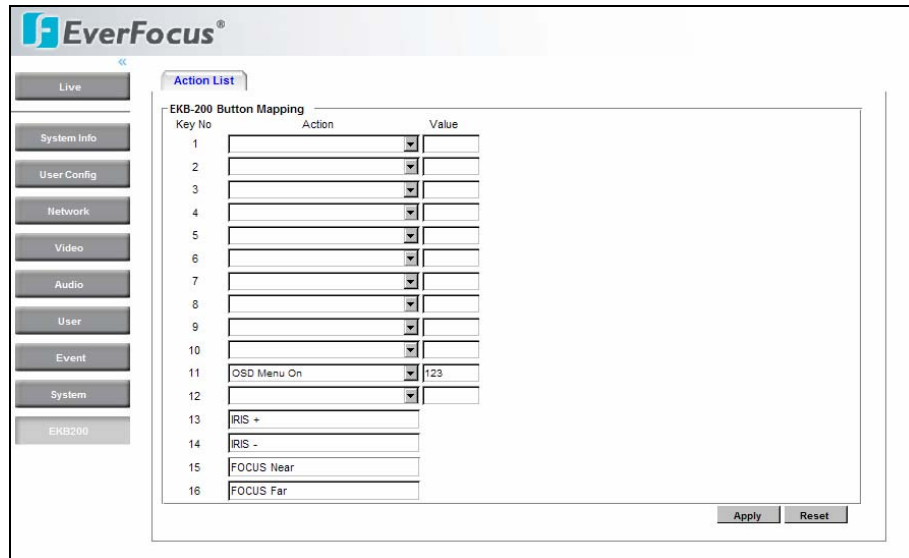 EverFocus®
«
Live
System Info
User Config
Network
Video
Audio
User
Event
System
EKB200
Action List
EKB-200 Button Mapping
Key No Action Value
1
2
3
4
5
6
7
8
9
10
11 OSD Menu On 123
12
13 IRIS +
14 IRIS -
15 FOCUS Near
16 FOCUS Far
Apply Reset